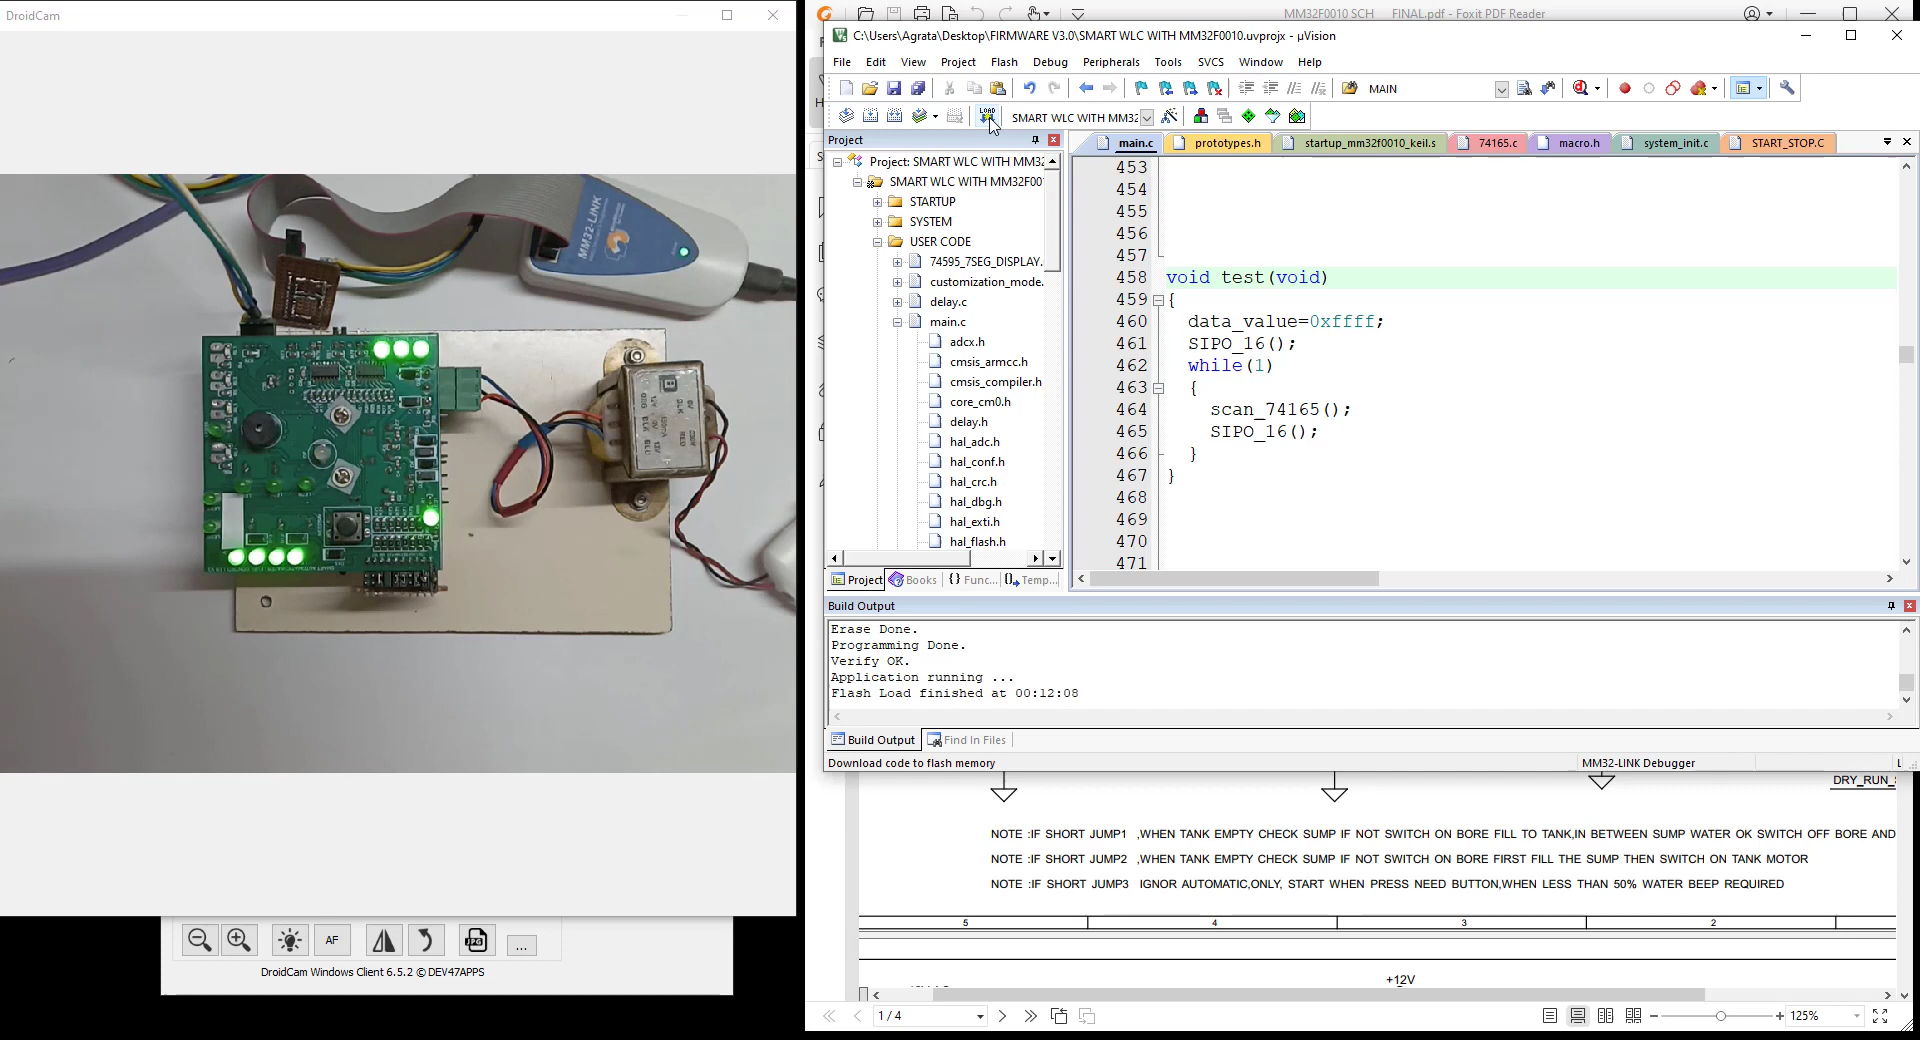 DroidCam
MM32-LINK
AF
...
DroidCam Windows Client 6.5.2 © DEV47APPS
MM32F0010 SCH
FINAL.pdf - Foxit PDF Reader
C:\Users\Agrata\Desktop\FIRMWARE V3.0\SMART WLC WITH MM32F0010.uvprojx - µVision
File Edit View Project Flash Debug Peripherals Tools SVCS Window Help
MAIN
LOAD
SMART WLC WITH MM32
Project
Project: SMART WLC WITH MM32
SMART WLC WITH MM32F00
STARTUP
SYSTEM
USER CODE
74595_7SEG_DISPLAY.
customization_mode.
delay.c
main.c
adcx.h
cmsis_armcc.h
cmsis_compiler.h
core_cm0.h
delay.h
hal_adc.h
hal_conf.h
hal_crc.h
hal_dbg.h
hal_exti.h
hal_flash.h
Project Books {} Func... Temp...
main.c prototypes.h startup_mm32f0010_keil.s 74165.c macro.h system_init.c START_STOP.C
453
454
455
456
457
458 void test(void)
459 {
460 data_value=0xffff;
461 SIPO_16();
462 while(1)
463 {
464 scan_74165();
465 SIPO_16();
466 }
467 }
468
469
470
471
Build Output
Erase Done.
Programming Done.
Verify OK.
Application running ...
Flash Load finished at 00:12:08
Build Output Find In Files
Download code to flash memory
MM32-LINK Debugger
DRY_RUN_
NOTE :IF SHORT JUMP1 ,WHEN TANK EMPTY CHECK SUMP IF NOT SWITCH ON BORE FILL TO TANK,IN BETWEEN SUMP WATER OK SWITCH OFF BORE AND
NOTE :IF SHORT JUMP2 ,WHEN TANK EMPTY CHECK SUMP IF NOT SWITCH ON BORE FIRST FILL THE SUMP THEN SWITCH ON TANK MOTOR
NOTE :IF SHORT JUMP3 IGNOR AUTOMATIC,ONLY, START WHEN PRESS NEED BUTTON,WHEN LESS THAN 50% WATER BEEP REQUIRED
5 4 3 2
+12V
1 / 4
125%